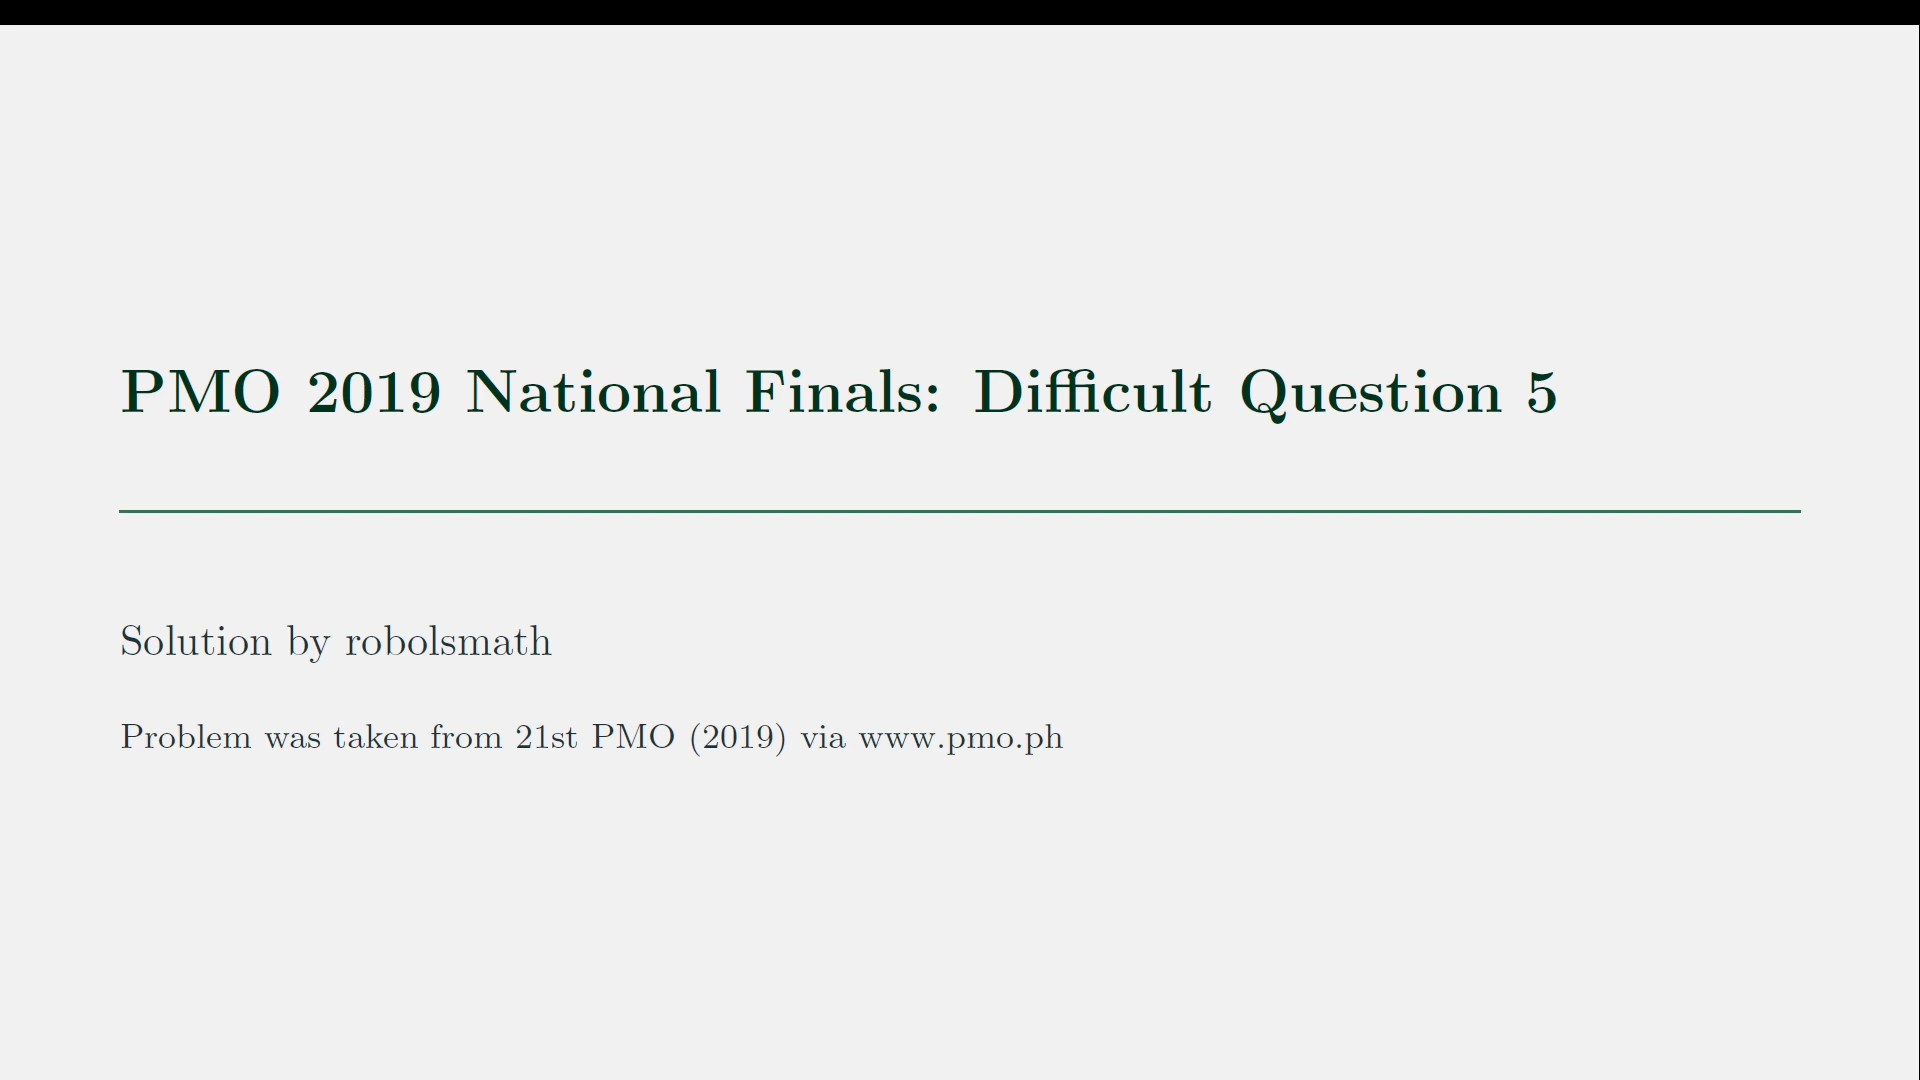 PMO 2019 National Finals: Difficult Question 5
Solution by robolsmath
Problem was taken from 21st PMO (2019) via www.pmo.ph